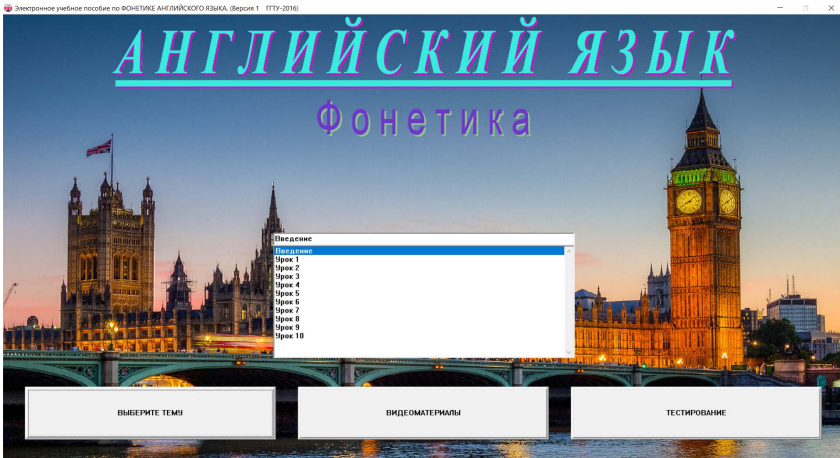 Электронное учебное пособие по ФОНЕТИКЕ АНГЛИЙСКОГО ЯЗЫКА. (Версия 1 ГГТУ-2016)
АНГЛИЙСКИЙ ЯЗЫК
Фонетика
Введение
Введение
Урок 1
Урок 2
Урок 3
Урок 4
Урок 5
Урок 6
Урок 7
Урок 8
Урок 9
Урок 10
ВЫБЕРИТЕ ТЕМУ
ВИДЕОМАТЕРИАЛЫ
ТЕСТИРОВАНИЕ